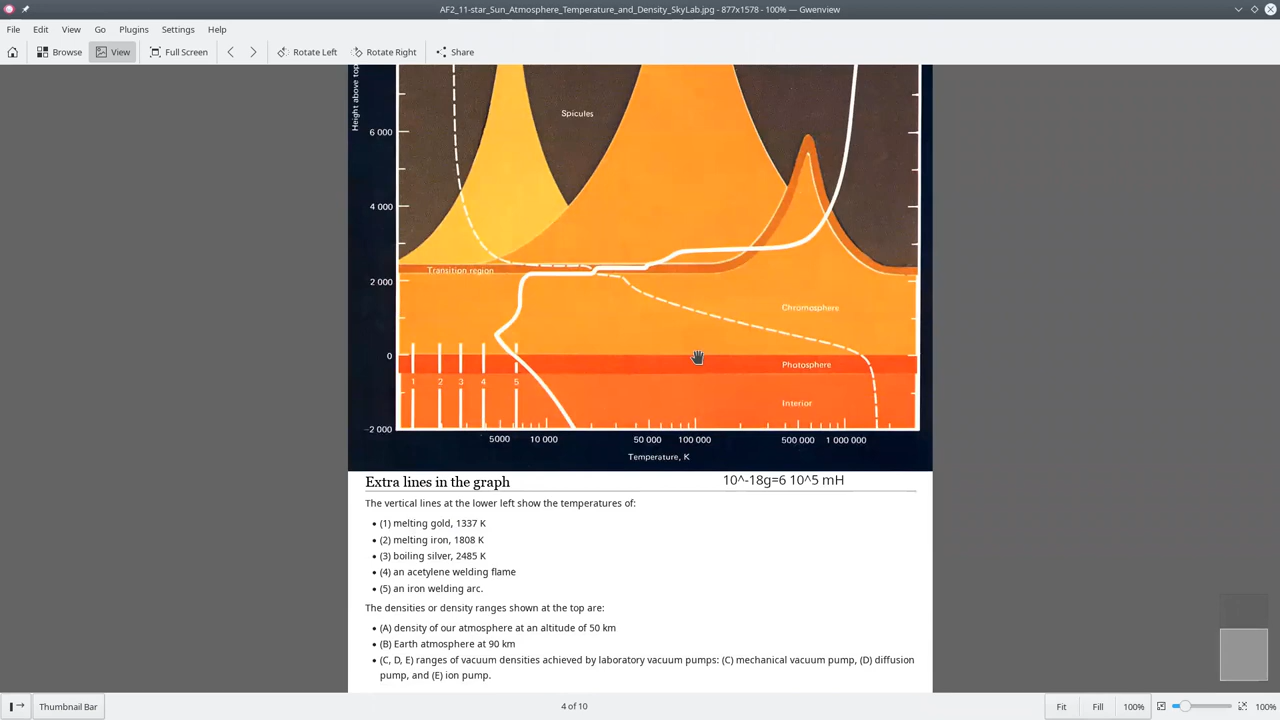 AF2_11-star_Sun_Atmosphere_Temperature_and_Density_SkyLab.jpg - 877x1578 - 100% — Gwenview
File Edit View Go Plugins Settings Help
Browse View Full Screen Rotate Left Rotate Right Share
Height above top
Spicules
6 000
4 000
Transition region
2 000
Chromosphere
0
Photosphere
1 2 3 4 5
Interior
-2 000
5000 10 000 50 000 100 000 500 000 1 000 000
Temperature, K
Extra lines in the graph 10^-18g=6 10^5 mH
The vertical lines at the lower left show the temperatures of:
• (1) melting gold, 1337 K
• (2) melting iron, 1808 K
• (3) boiling silver, 2485 K
• (4) an acetylene welding flame
• (5) an iron welding arc.
The densities or density ranges shown at the top are:
• (A) density of our atmosphere at an altitude of 50 km
• (B) Earth atmosphere at 90 km
• (C, D, E) ranges of vacuum densities achieved by laboratory vacuum pumps: (C) mechanical vacuum pump, (D) diffusion
pump, and (E) ion pump.
Thumbnail Bar 4 of 10 Fit Fill 100% 100%